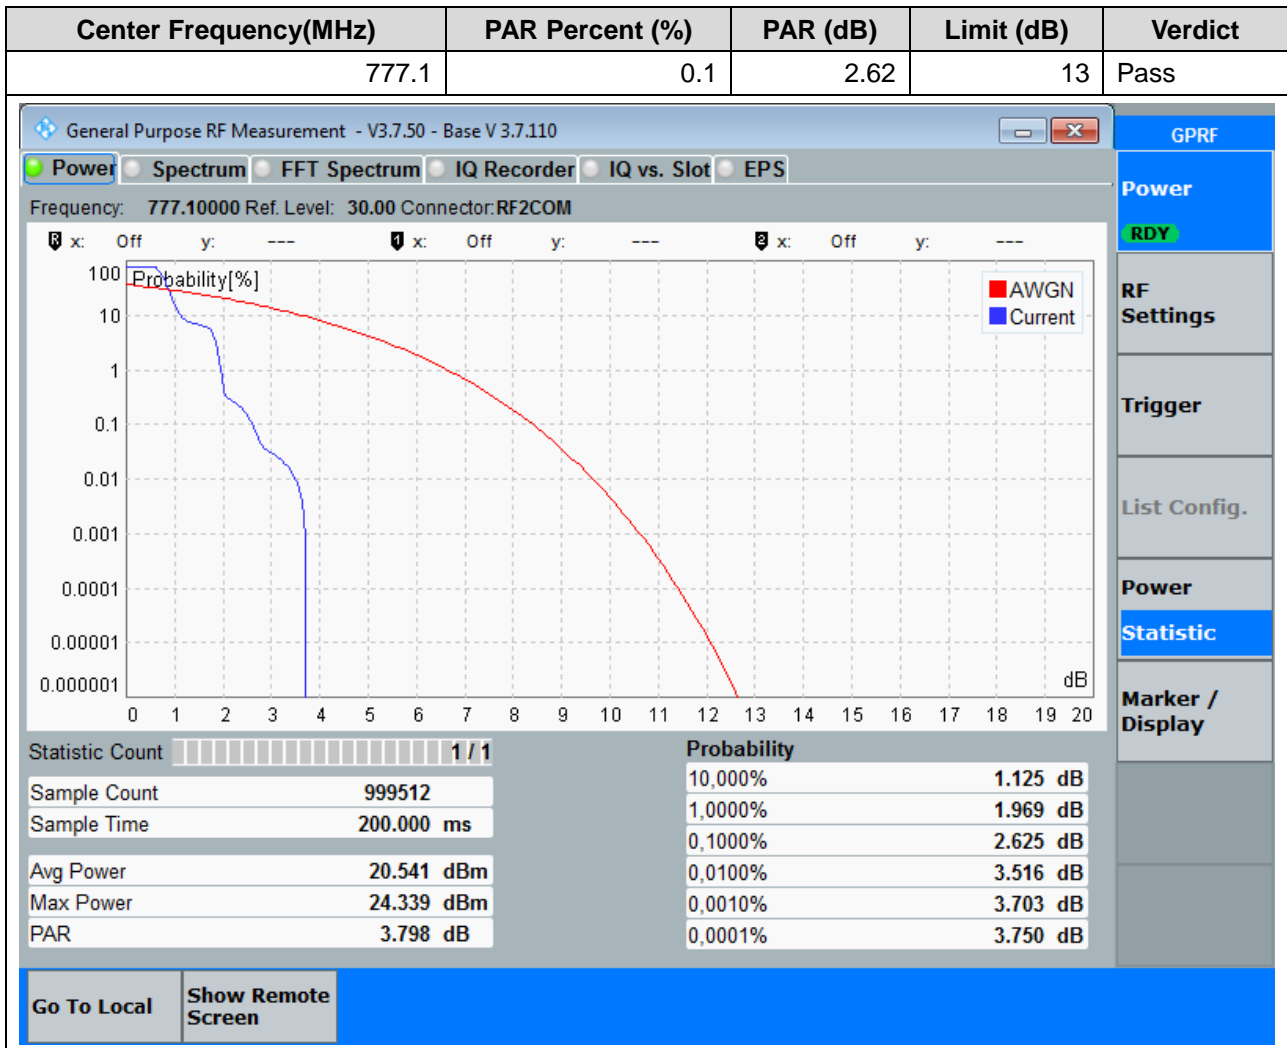 Center Frequency(MHz) PAR Percent (%) PAR (dB) Limit (dB) Verdict
777.1 0.1 2.62 13 Pass
General Purpose RF Measurement - V3.7.50 - Base V 3.7.110
GPRF
Power Spectrum FFT Spectrum IQ Recorder IQ vs. Slot EPS
Power
RDY
Frequency: 777.10000 Ref. Level: 30.00 Connector:RF2COM
R x: Off y: --- 1 x: Off y: --- 2 x: Off y: ---
RF
Settings
Trigger
List Config.
Power
Statistic
Marker /
Display
Probability[%]
AWGN
Current
100
10
1
0.1
0.01
0.001
0.0001
0.00001
0.000001
dB
0 1 2 3 4 5 6 7 8 9 10 11 12 13 14 15 16 17 18 19 20
Statistic Count 1 / 1
Sample Count 999512
Sample Time 200.000 ms
Avg Power 20.541 dBm
Max Power 24.339 dBm
PAR 3.798 dB
Probability
10,000% 1.125 dB
1,0000% 1.969 dB
0,1000% 2.625 dB
0,0100% 3.516 dB
0,0010% 3.703 dB
0,0001% 3.750 dB
Go To Local
Show Remote
Screen